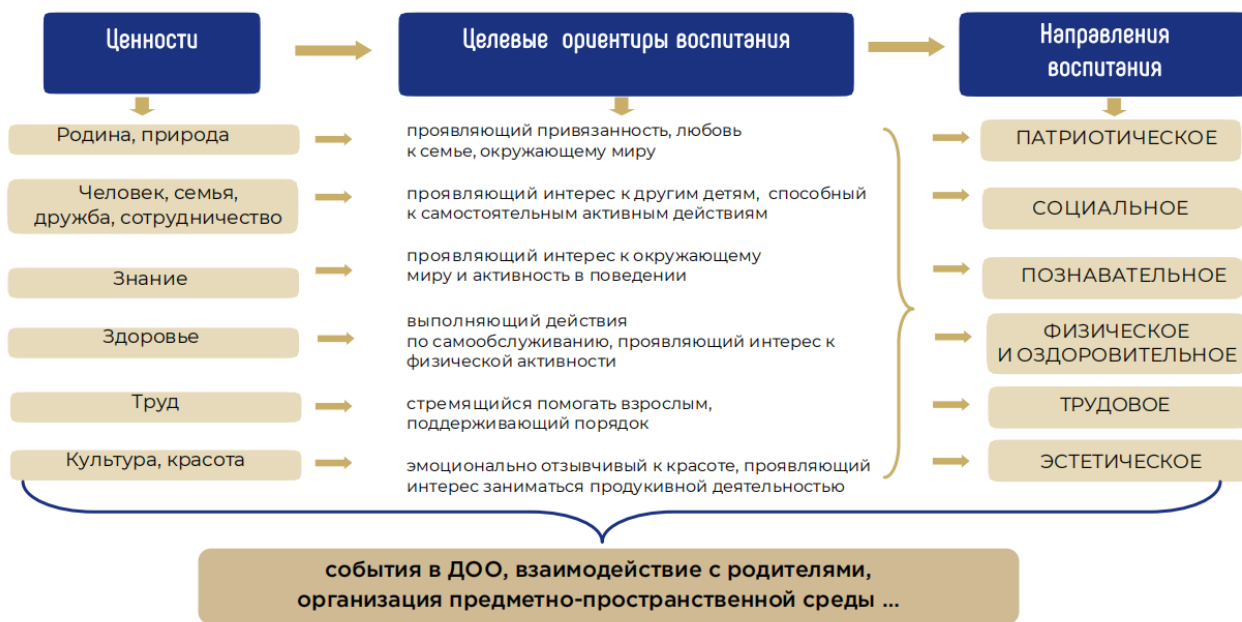 Ценности
Целевые ориентиры воспитания
Направления
воспитания
Родина, природа
проявляющий привязанность, любовь
к семье, окружающему миру
ПАТРИОТИЧЕСКОЕ
Человек, семья,
дружба, сотрудничество
проявляющий интерес к другим детям, способный
к самостоятельным активным действиям
СОЦИАЛЬНОЕ
Знание
проявляющий интерес к окружающему
миру и активность в поведении
ПОЗНАВАТЕЛЬНОЕ
Здоровье
выполняющий действия
по самообслуживанию, проявляющий интерес к
физической активности
ФИЗИЧЕСКОЕ
И ОЗДОРОВИТЕЛЬНОЕ
Труд
стремящийся помогать взрослым,
поддерживающий порядок
ТРУДОВОЕ
Культура, красота
эмоционально отзывчивый к красоте, проявляющий
интерес заниматься продукивной деятельностью
ЭСТЕТИЧЕСКОЕ
события в ДОО, взаимодействие с родителями,
организация предметно-пространственной среды ...